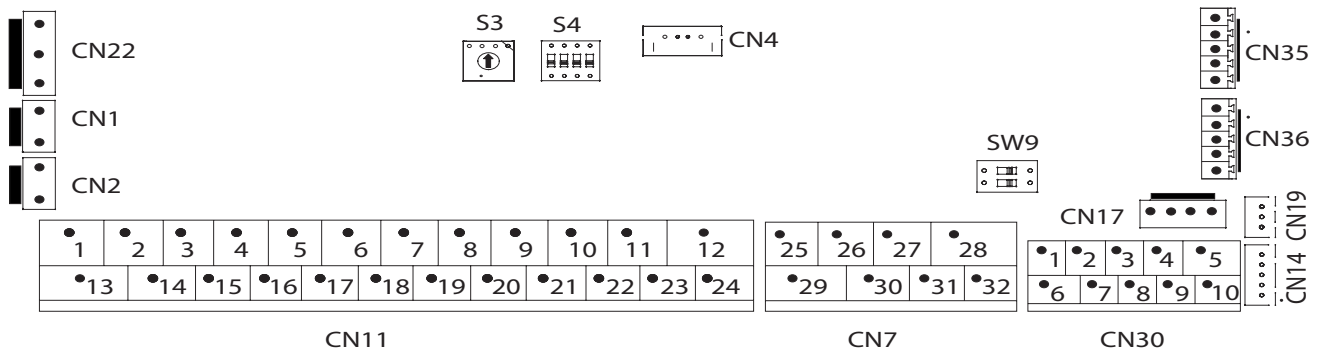 S3 S4 CN4
CN22 CN35
CN1
SW9 CN36
CN2
CN17 CN19
1 2 3 4 5 6 7 8 9 10 11 12 25 26 27 28 1 2 3 4 5
13 14 15 16 17 18 19 20 21 22 23 24 29 30 31 32 6 7 8 9 10 CN14
CN11 CN7 CN30